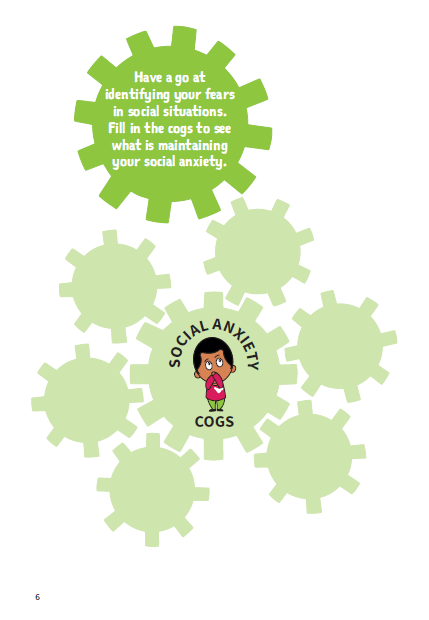 Have a go at
identifying your fears
in social situations.
Fill in the cogs to see
what is maintaining
your social anxiety.
SOCIAL ANXIETY
COGS
6